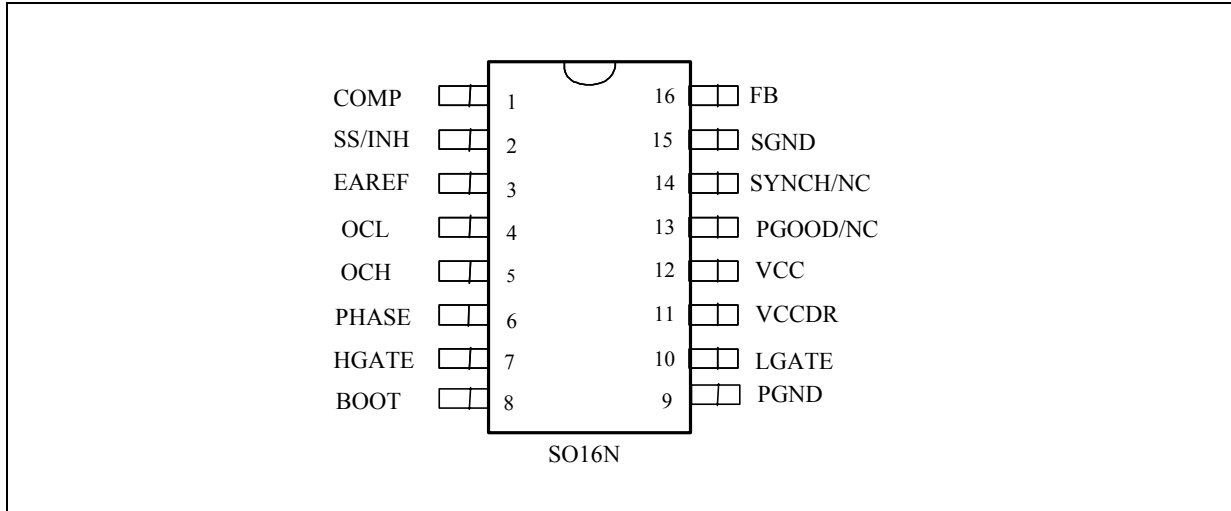 COMP 1 16 FB
SS/INH 2 15 SGND
EAREF 3 14 SYNCH/NC
OCL 4 13 PGOOD/NC
OCH 5 12 VCC
PHASE 6 11 VCCDR
HGATE 7 10 LGATE
BOOT 8 9 PGND
SO16N